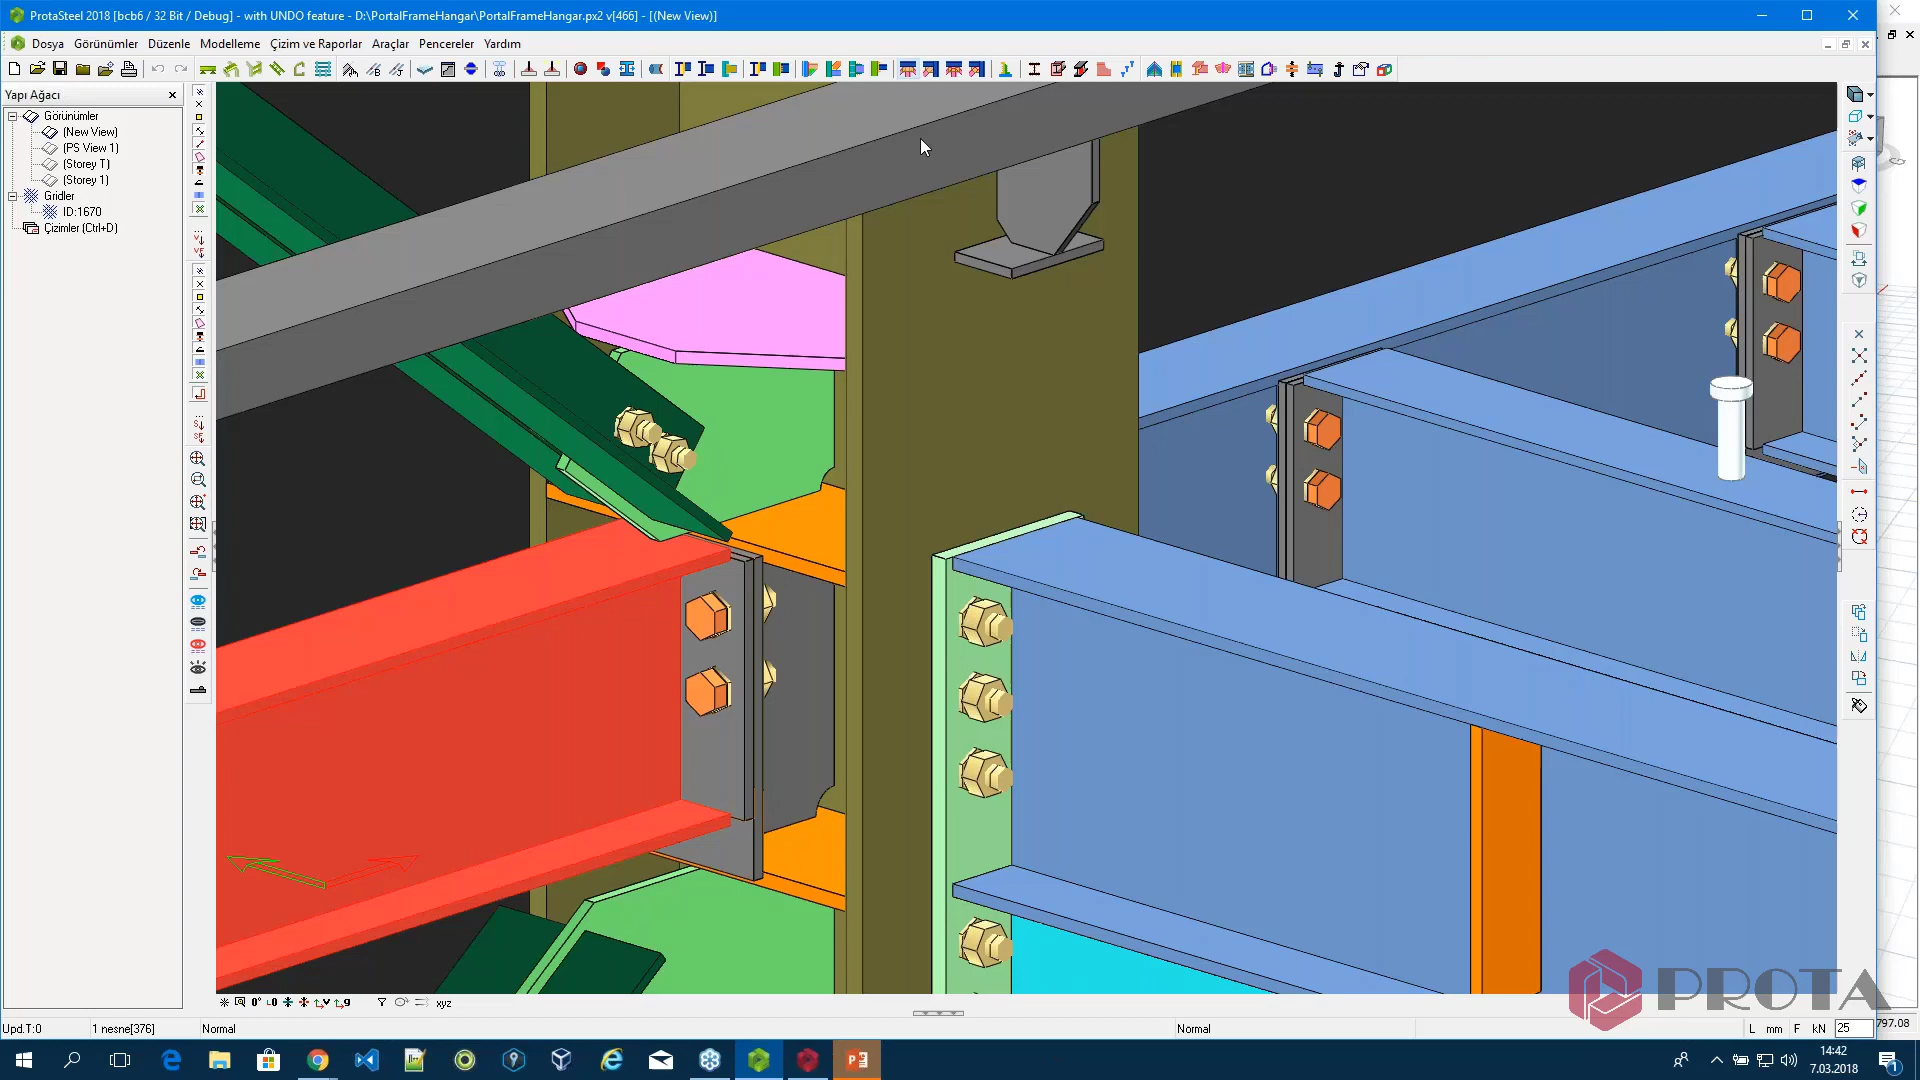 ProtaSteel 2018 [bcb6 / 32 Bit / Debug] - with UNDO feature - D:\PortalFrameHangar\PortalFrameHangar.px2 v[466] - [(New View)]
Dosya Görünümler Düzenle Modelleme Çizim ve Raporlar Araçlar Pencereler Yardım
Yapı Ağacı
Görünümler
(New View)
(PS View 1)
(Storey T)
(Storey 1)
Gridler
ID:1670
Çizimler (Ctrl+D)
xyz
PROTA
Upd.T:0 1 nesne[376] Normal Normal L mm F kN 25 797.08
14:42
7.03.2018